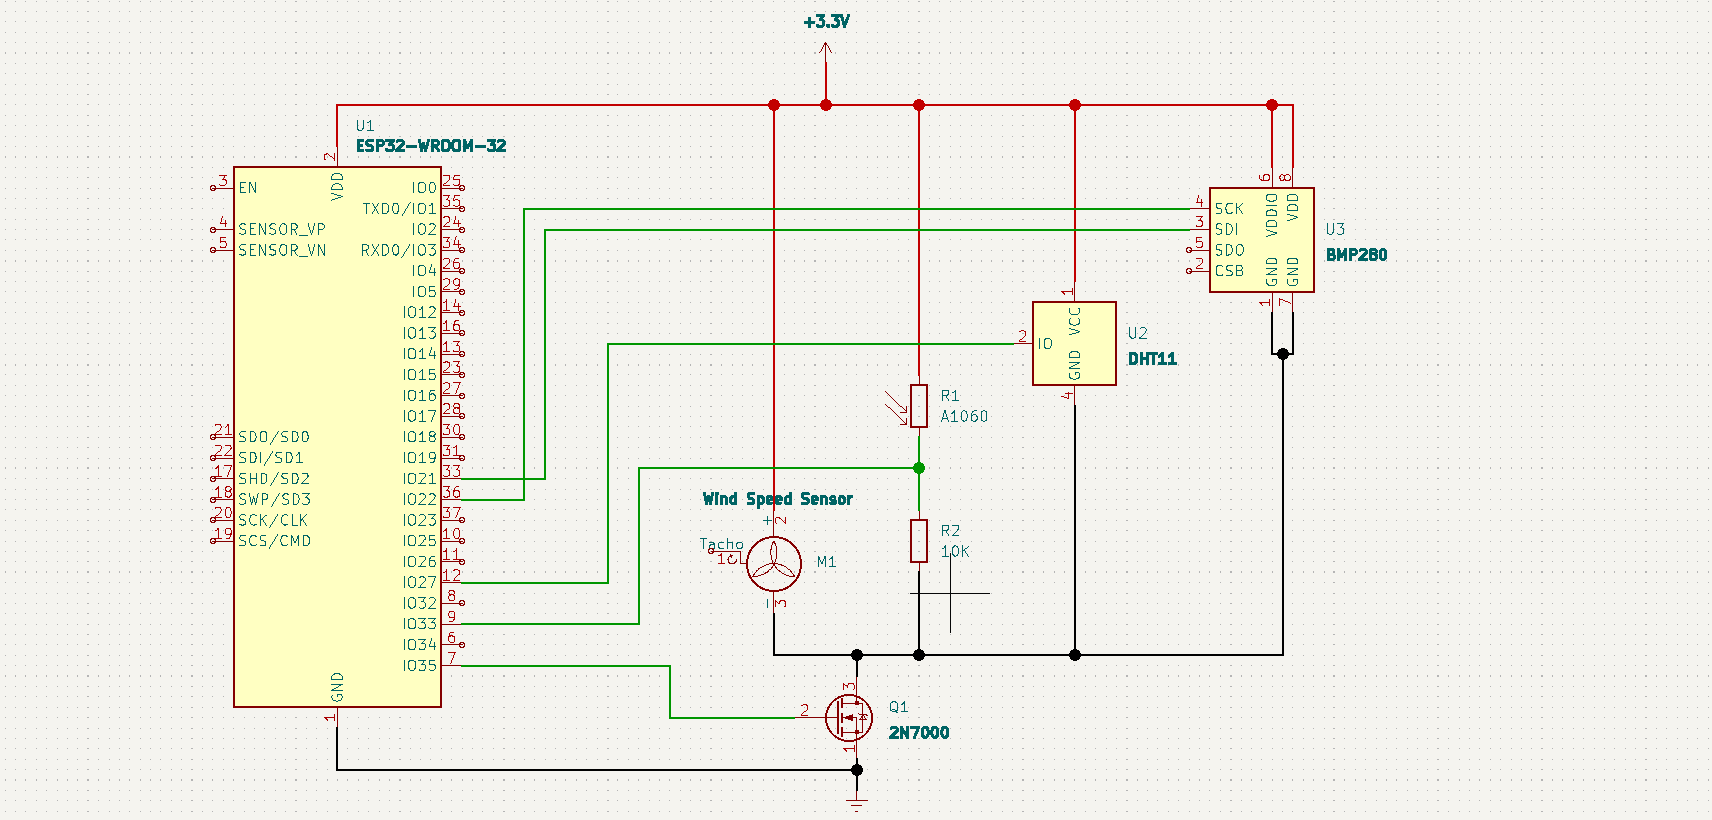 +3.3V
U1
ESP32-WROOM-32
2
VDD
3 EN
4 SENSOR_VP
5 SENSOR_VN
21 SDO/SD0
22 SDI/SD1
17 SHD/SD2
18 SWP/SD3
20 SCK/CLK
19 SCS/CMD
IO0 25
TXD0/IO1 35
IO2 24
RXD0/IO3 34
IO4 26
IO5 29
IO12 14
IO13 16
IO14 13
IO15 23
IO16 27
IO17 28
IO18 30
IO19 31
IO21 33
IO22 36
IO23 37
IO25 10
IO26 11
IO27 12
IO32 8
IO33 9
IO34 6
IO35 7
GND
1
Wind Speed Sensor
+ 2
Tacho
1
M1
- 3
R1
A1060
R2
10K
1
VCC
2 IO
GND
4
U2
DHT11
6 8
VDDIO VDD
4 SCK
3 SDI
5 SDO
2 CSB
GND GND
1 7
U3
BMP280
3
2
1
Q1
2N7000